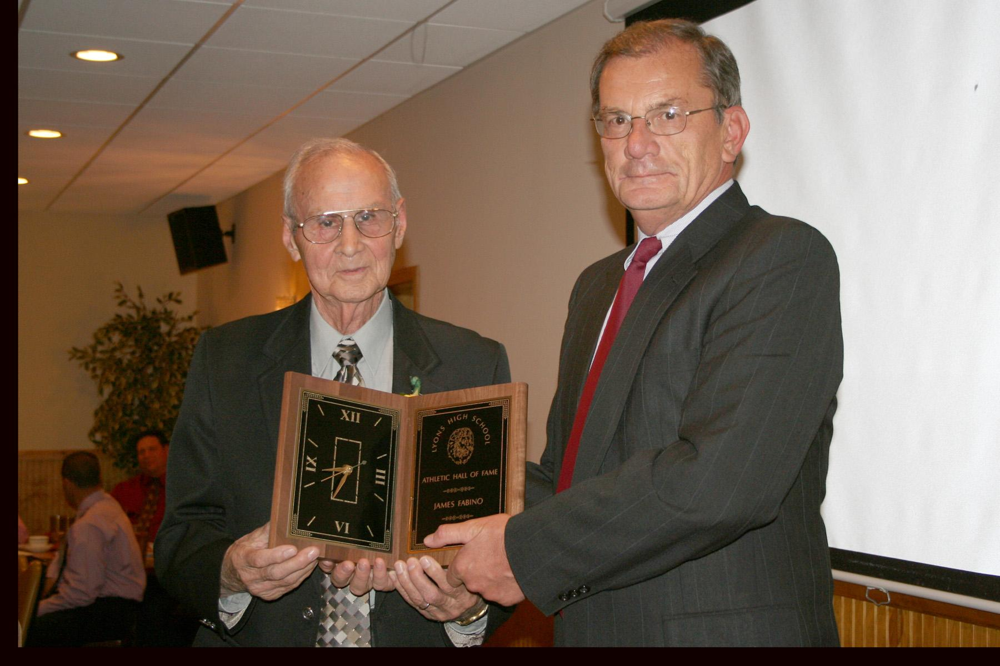 XII
III
VI
IX
LYONS HIGH SCHOOL
ATHLETIC HALL OF FAME
JAMES FABINO